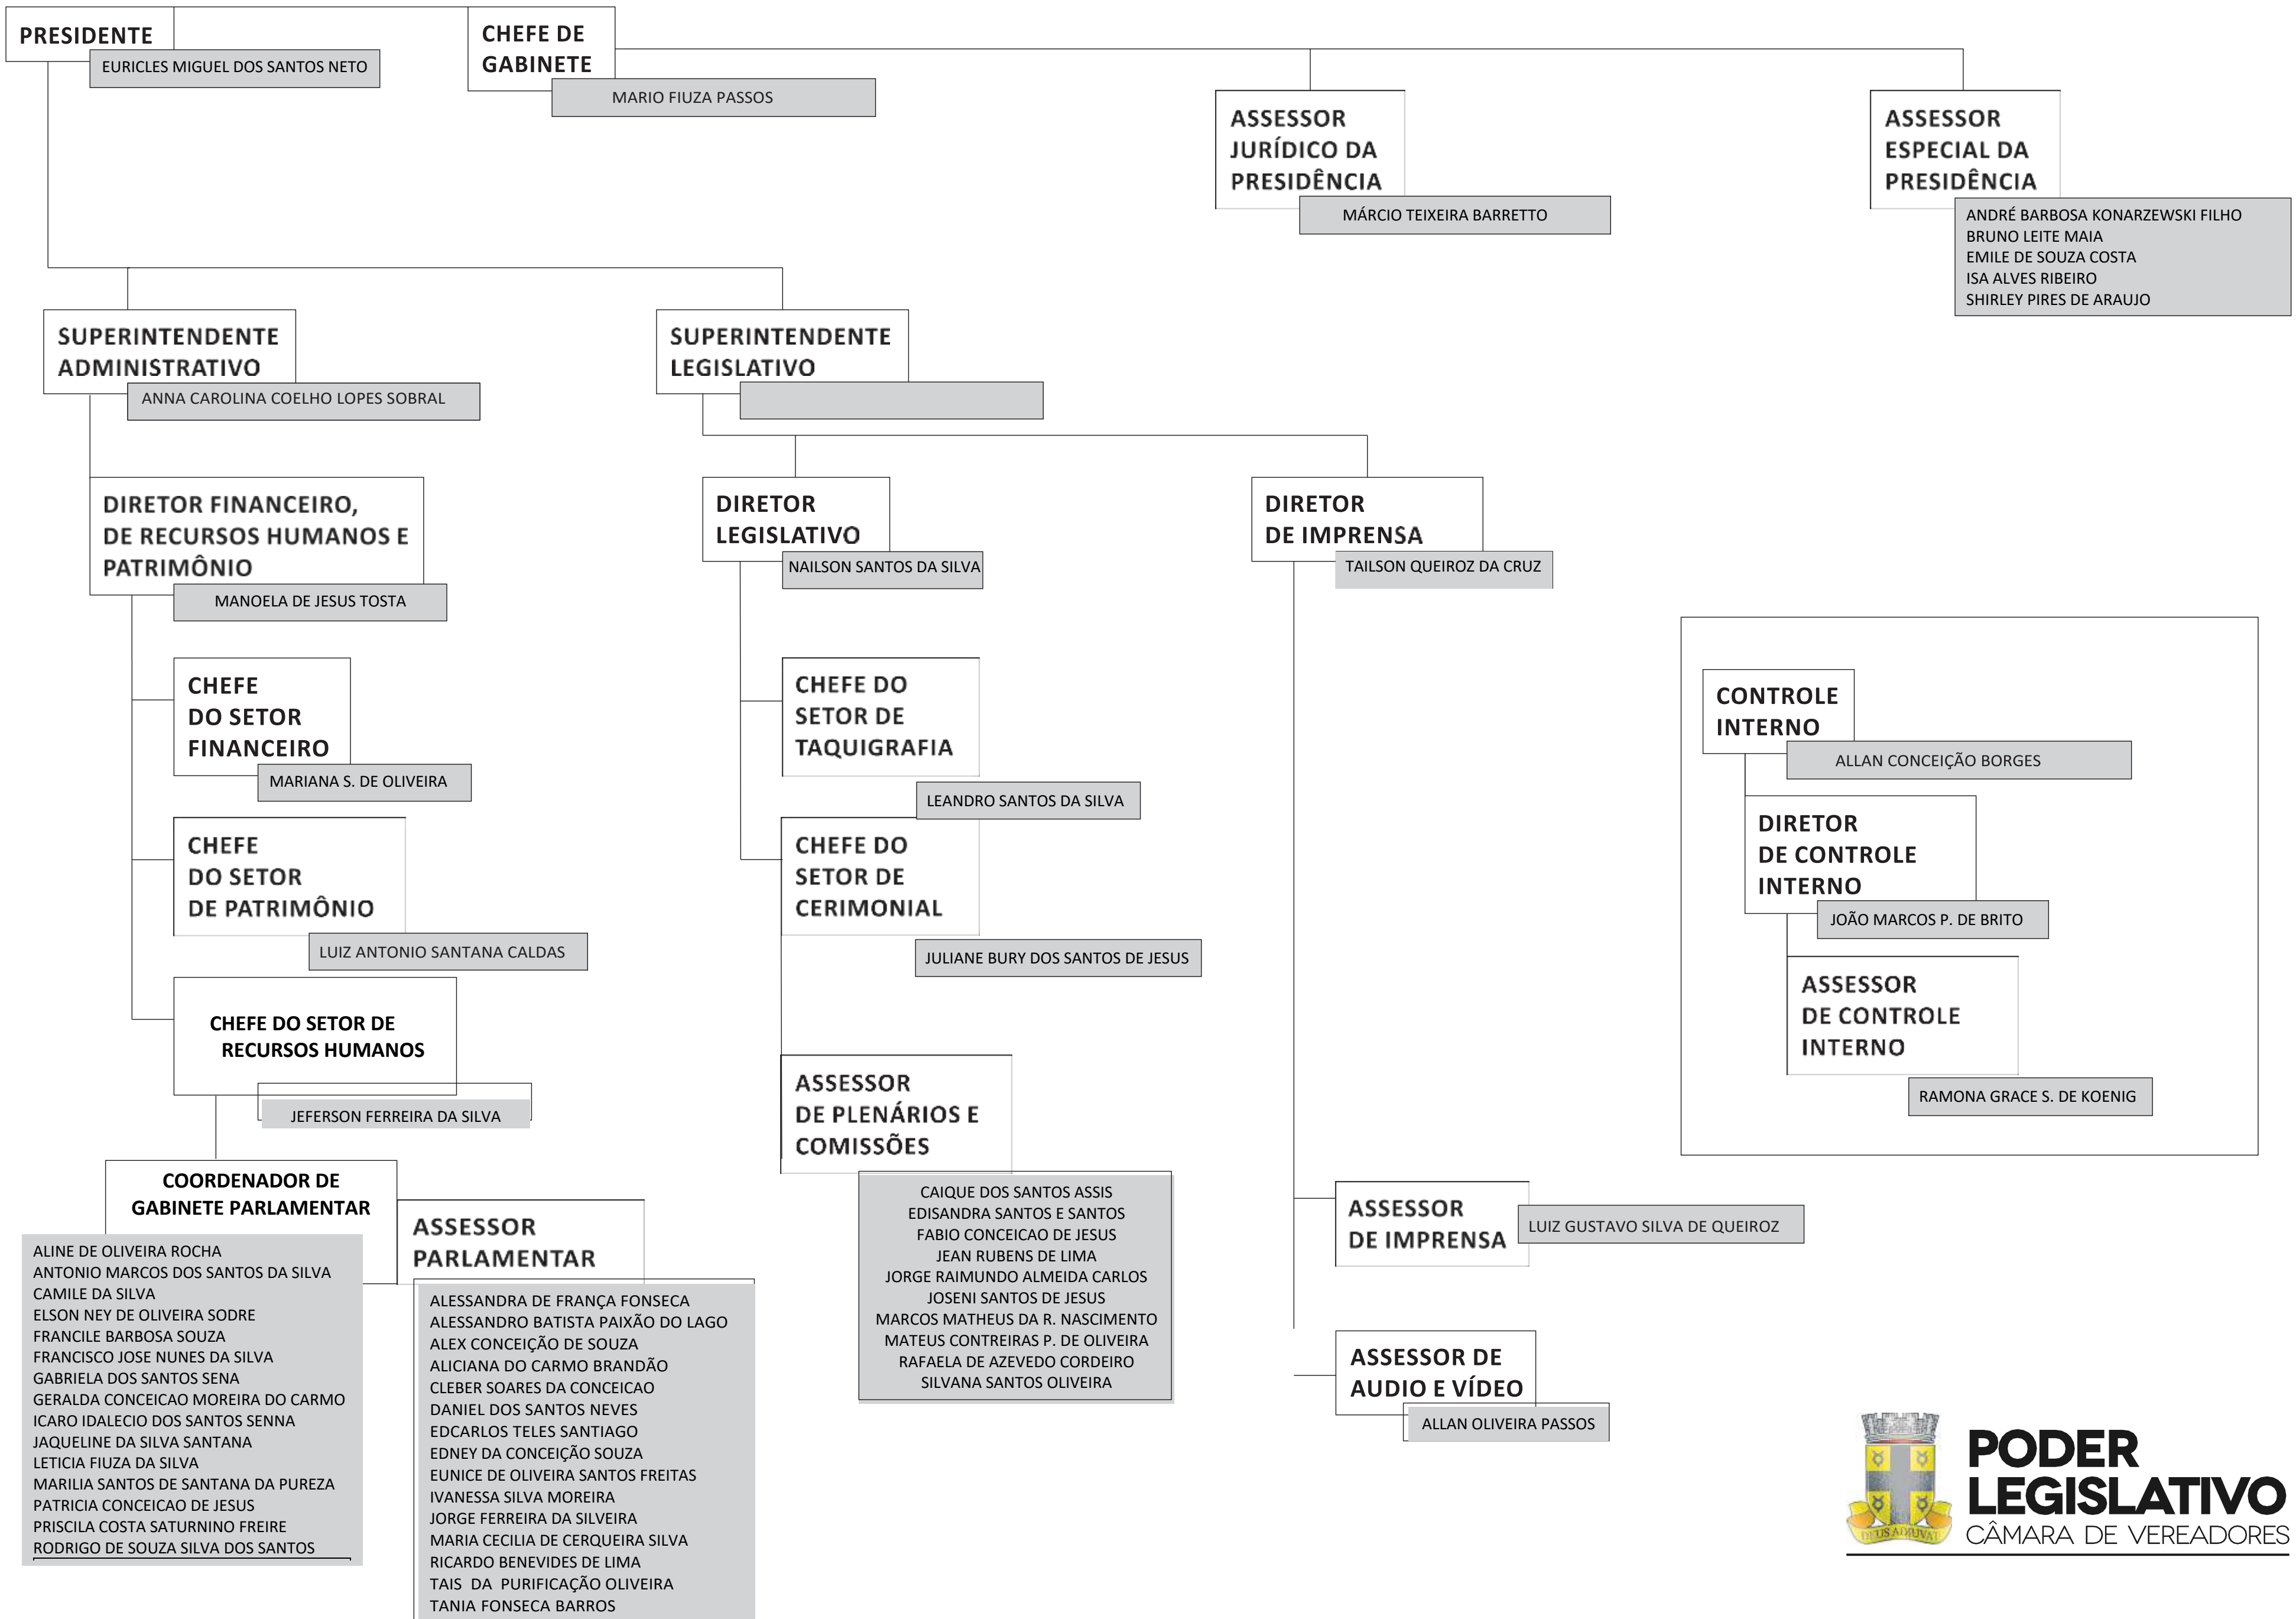 PRESIDENTE
EURICLES MIGUEL DOS SANTOS NETO
CHEFE DE
GABINETE
MARIO FIUZA PASSOS
ASSESSOR
JURÍDICO DA
PRESIDÊNCIA
MÁRCIO TEIXEIRA BARRETTO
ASSESSOR
ESPECIAL DA
PRESIDÊNCIA
ANDRÉ BARBOSA KONARZEWSKI FILHO
BRUNO LEITE MAIA
EMILE DE SOUZA COSTA
ISA ALVES RIBEIRO
SHIRLEY PIRES DE ARAUJO
SUPERINTENDENTE
ADMINISTRATIVO
ANNA CAROLINA COELHO LOPES SOBRAL
SUPERINTENDENTE
LEGISLATIVO
DIRETOR FINANCEIRO,
DE RECURSOS HUMANOS E
PATRIMÔNIO
MANOELA DE JESUS TOSTA
DIRETOR
LEGISLATIVO
NAILSON SANTOS DA SILVA
DIRETOR
DE IMPRENSA
TAILSON QUEIROZ DA CRUZ
CHEFE
DO SETOR
FINANCEIRO
MARIANA S. DE OLIVEIRA
CHEFE
DO SETOR
DE PATRIMÔNIO
LUIZ ANTONIO SANTANA CALDAS
CHEFE DO SETOR DE
RECURSOS HUMANOS
JEFERSON FERREIRA DA SILVA
COORDENADOR DE
GABINETE PARLAMENTAR
ALINE DE OLIVEIRA ROCHA
ANTONIO MARCOS DOS SANTOS DA SILVA
CAMILE DA SILVA
ELSON NEY DE OLIVEIRA SODRE
FRANCILE BARBOSA SOUZA
FRANCISCO JOSE NUNES DA SILVA
GABRIELA DOS SANTOS SENA
GERALDA CONCEICAO MOREIRA DO CARMO
ICARO IDALECIO DOS SANTOS SENNA
JAQUELINE DA SILVA SANTANA
LETICIA FIUZA DA SILVA
MARILIA SANTOS DE SANTANA DA PUREZA
PATRICIA CONCEICAO DE JESUS
PRISCILA COSTA SATURNINO FREIRE
RODRIGO DE SOUZA SILVA DOS SANTOS
ASSESSOR
PARLAMENTAR
ALESSANDRA DE FRANÇA FONSECA
ALESSANDRO BATISTA PAIXÃO DO LAGO
ALEX CONCEIÇÃO DE SOUZA
ALICIANA DO CARMO BRANDÃO
CLEBER SOARES DA CONCEICAO
DANIEL DOS SANTOS NEVES
EDCARLOS TELES SANTIAGO
EDNEY DA CONCEIÇÃO SOUZA
EUNICE DE OLIVEIRA SANTOS FREITAS
IVANESSA SILVA MOREIRA
JORGE FERREIRA DA SILVEIRA
MARIA CECILIA DE CERQUEIRA SILVA
RICARDO BENEVIDES DE LIMA
TAIS DA PURIFICAÇÃO OLIVEIRA
TANIA FONSECA BARROS
CHEFE DO
SETOR DE
TAQUIGRAFIA
LEANDRO SANTOS DA SILVA
CHEFE DO
SETOR DE
CERIMONIAL
JULIANE BURY DOS SANTOS DE JESUS
ASSESSOR
DE PLENÁRIOS E
COMISSÕES
CAIQUE DOS SANTOS ASSIS
EDISANDRA SANTOS E SANTOS
FABIO CONCEICAO DE JESUS
JEAN RUBENS DE LIMA
JORGE RAIMUNDO ALMEIDA CARLOS
JOSENI SANTOS DE JESUS
MARCOS MATHEUS DA R. NASCIMENTO
MATEUS CONTREIRAS P. DE OLIVEIRA
RAFAELA DE AZEVEDO CORDEIRO
SILVANA SANTOS OLIVEIRA
ASSESSOR
DE IMPRENSA
LUIZ GUSTAVO SILVA DE QUEIROZ
ASSESSOR DE
AUDIO E VÍDEO
ALLAN OLIVEIRA PASSOS
CONTROLE
INTERNO
ALLAN CONCEIÇÃO BORGES
DIRETOR
DE CONTROLE
INTERNO
JOÃO MARCOS P. DE BRITO
ASSESSOR
DE CONTROLE
INTERNO
RAMONA GRACE S. DE KOENIG
DEUS ADJUVAT
PODER
LEGISLATIVO
CÂMARA DE VEREADORES